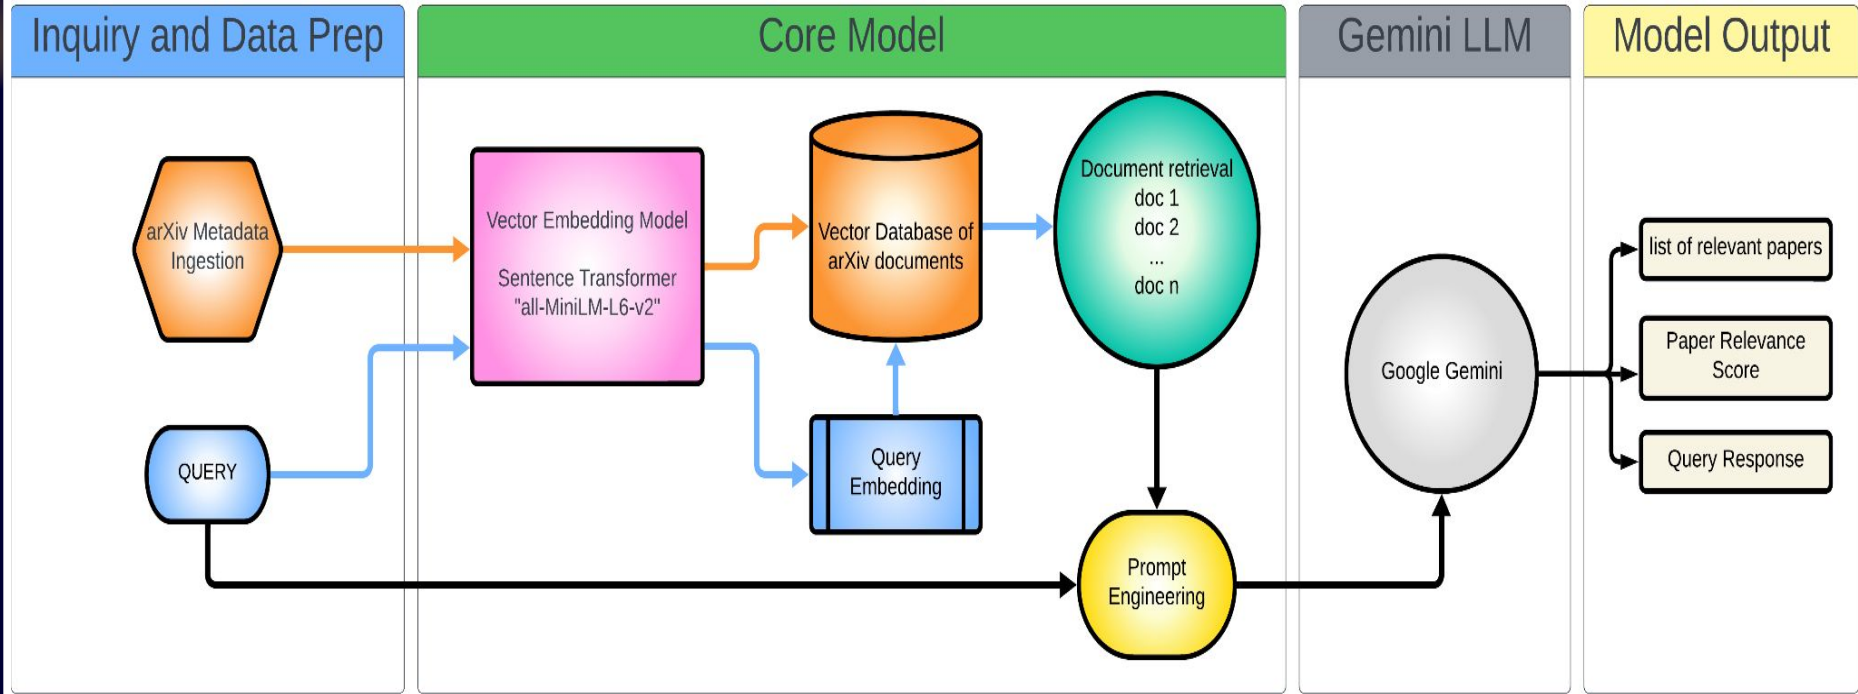 Inquiry and Data Prep
Core Model
Gemini LLM
Model Output
arXiv Metadata
Ingestion
QUERY
Vector Embedding Model
Sentence Transformer
"all-MiniLM-L6-v2"
Vector Database of
arXiv documents
Query
Embedding
Document retrieval
doc 1
doc 2
...
doc n
Prompt
Engineering
Google Gemini
list of relevant papers
Paper Relevance
Score
Query Response